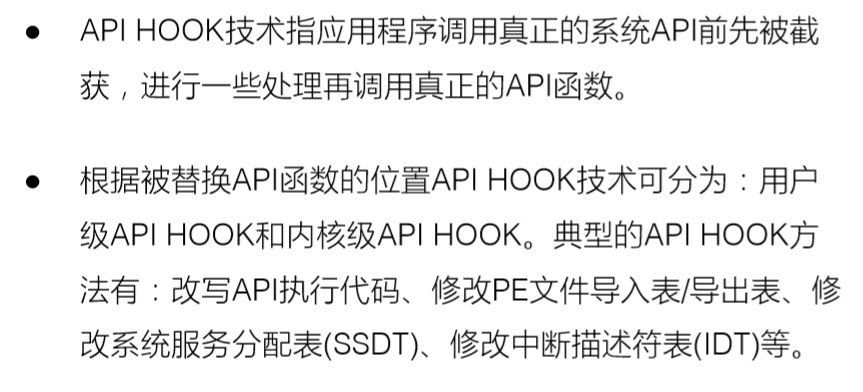 ● API HOOK技术指应用程序调用真正的系统API前先被截
获，进行一些处理再调用真正的API函数。
● 根据被替换API函数的位置API HOOK技术可分为：用户
级API HOOK和内核级API HOOK。典型的API HOOK方
法有：改写API执行代码、修改PE文件导入表/导出表、修
改系统服务分配表(SSDT)、修改中断描述符表(IDT)等。